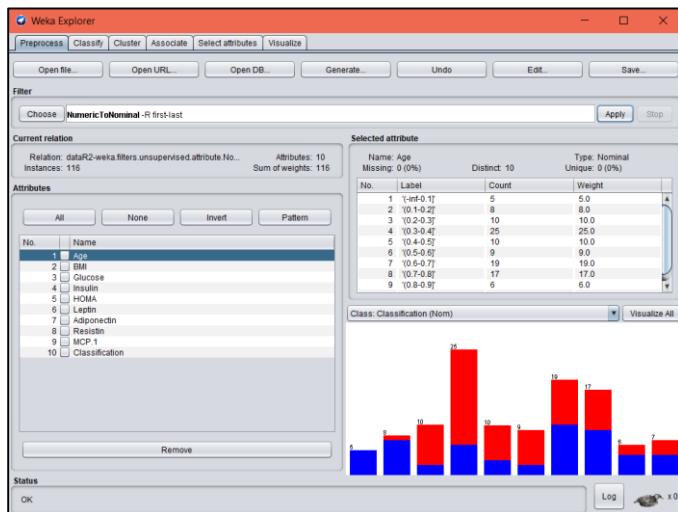 Weka Explorer
Preprocess Classify Cluster Associate Select attributes Visualize
Open file... Open URL... Open DB... Generate... Undo Edit... Save...
Filter
Choose NumericToNominal -R first-last Apply Stop
Current relation
Relation: dataR2-weka.filters.unsupervised.attribute.No... Attributes: 10
Instances: 116 Sum of weights: 116
Attributes
All None Invert Pattern
No. Name
1 Age
2 BMI
3 Glucose
4 Insulin
5 HOMA
6 Leptin
7 Adiponectin
8 Resistin
9 MCP.1
10 Classification
Remove
Selected attribute
Name: Age Type: Nominal
Missing: 0 (0%) Distinct: 10 Unique: 0 (0%)
No. Label Count Weight
1 '(-inf-0.1]' 5 5.0
2 '(0.1-0.2]' 8 8.0
3 '(0.2-0.3]' 10 10.0
4 '(0.3-0.4]' 25 25.0
5 '(0.4-0.5]' 10 10.0
6 '(0.5-0.6]' 9 9.0
7 '(0.6-0.7]' 19 19.0
8 '(0.7-0.8]' 17 17.0
9 '(0.8-0.9]' 6 6.0
Class: Classification (Nom) Visualize All
5 8 10 25 10 9 19 17 6 7
Status
OK Log x 0